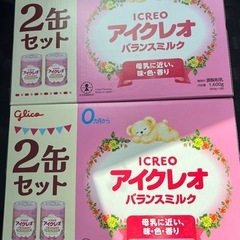 2缶
セット
ICREO
アイクレオ
バランスミルク
母乳に近い、
味・色・香り
1,600g
glico
0カ月から
2缶
セット
ICREO
アイクレオ
バランスミルク
母乳に近い、
味・色・香り